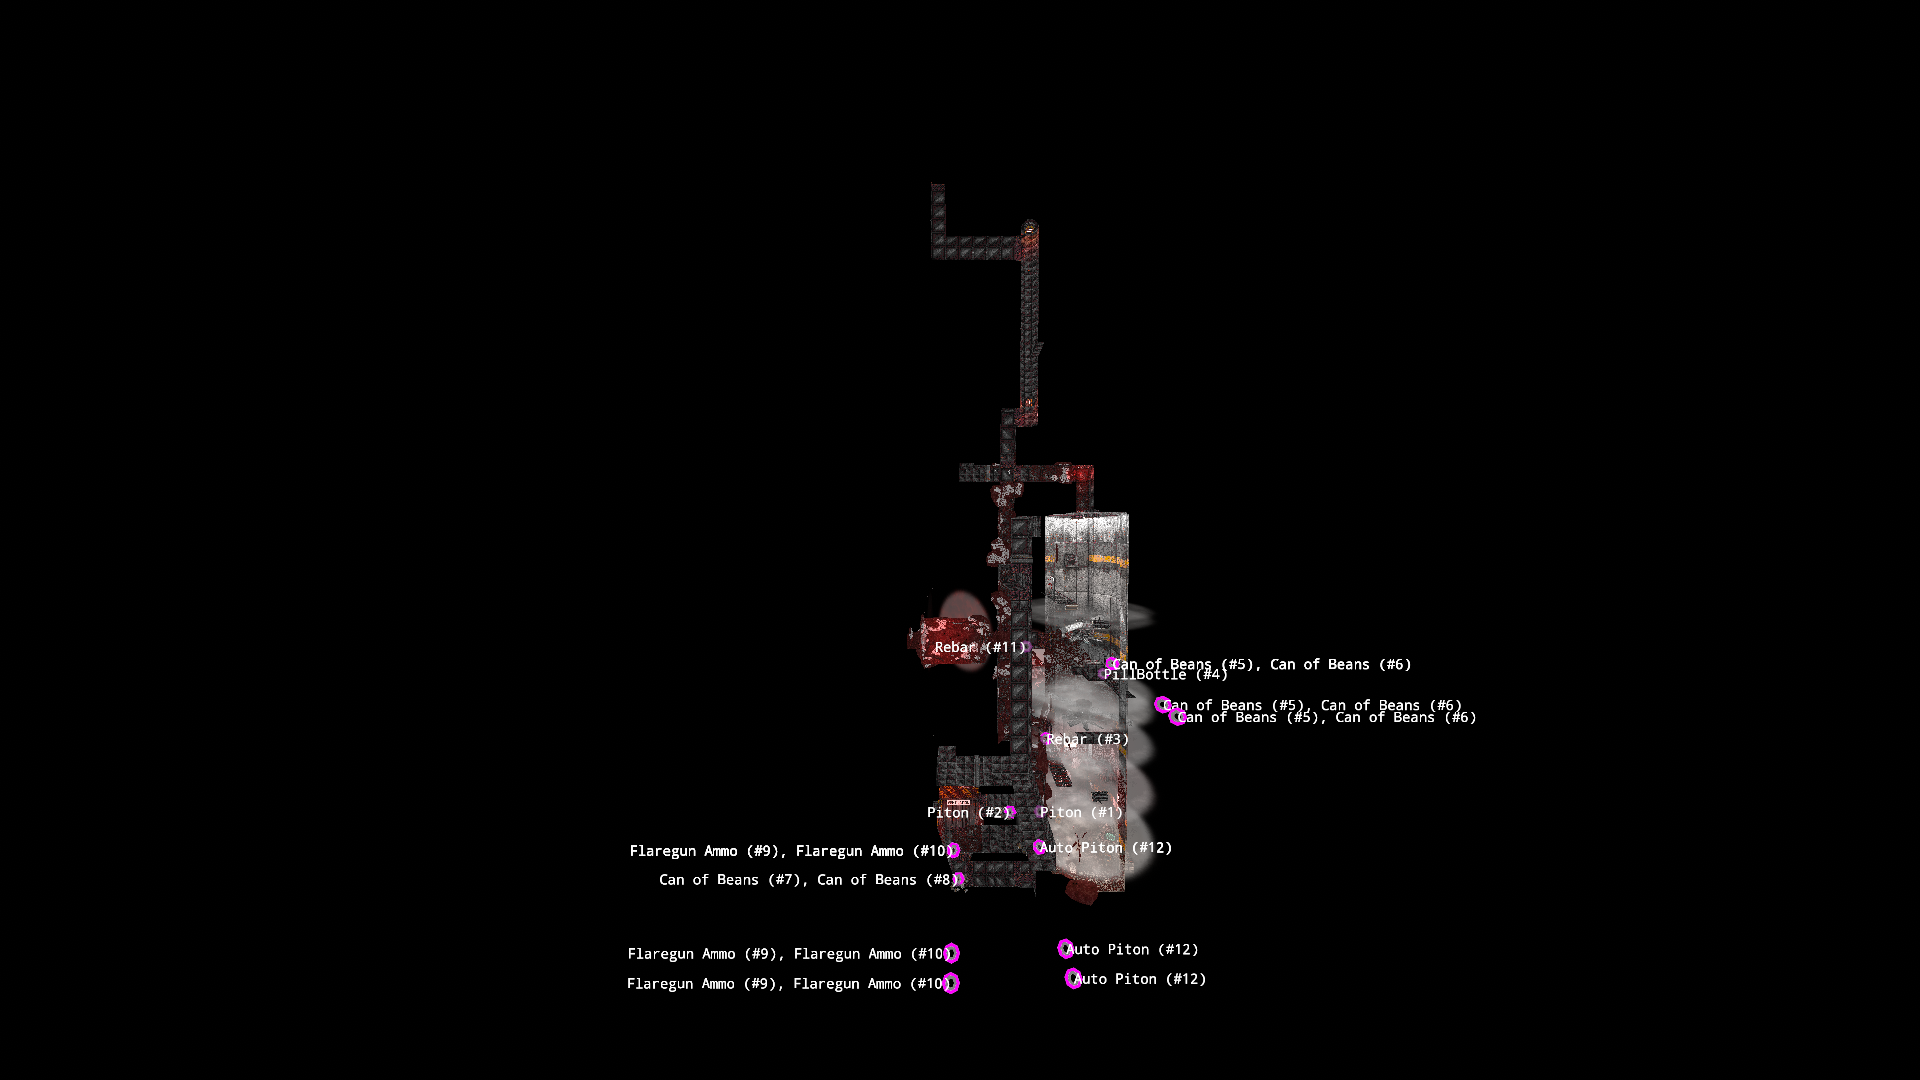 Rebar (#11)
Can of Beans (#5), Can of Beans (#6)
PillBottle (#4)
Can of Beans (#5), Can of Beans (#6)
Can of Beans (#5), Can of Beans (#6)
Rebar (#3)
Piton (#2)
Piton (#1)
Flaregun Ammo (#9), Flaregun Ammo (#10)
Auto Piton (#12)
Can of Beans (#7), Can of Beans (#8)
Flaregun Ammo (#9), Flaregun Ammo (#10)
Auto Piton (#12)
Flaregun Ammo (#9), Flaregun Ammo (#10)
Auto Piton (#12)